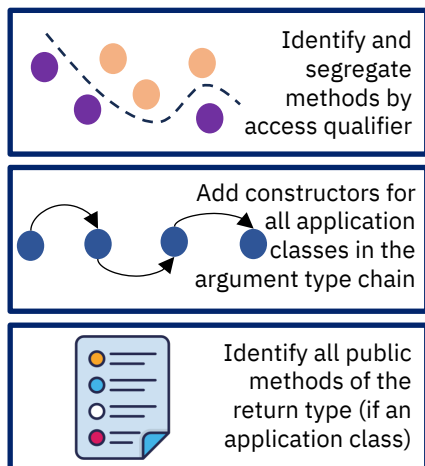 Identify and
segregate
methods by
access qualifier
Add constructors for
all application
classes in the
argument type chain
Identify all public
methods of the
return type (if an
application class)